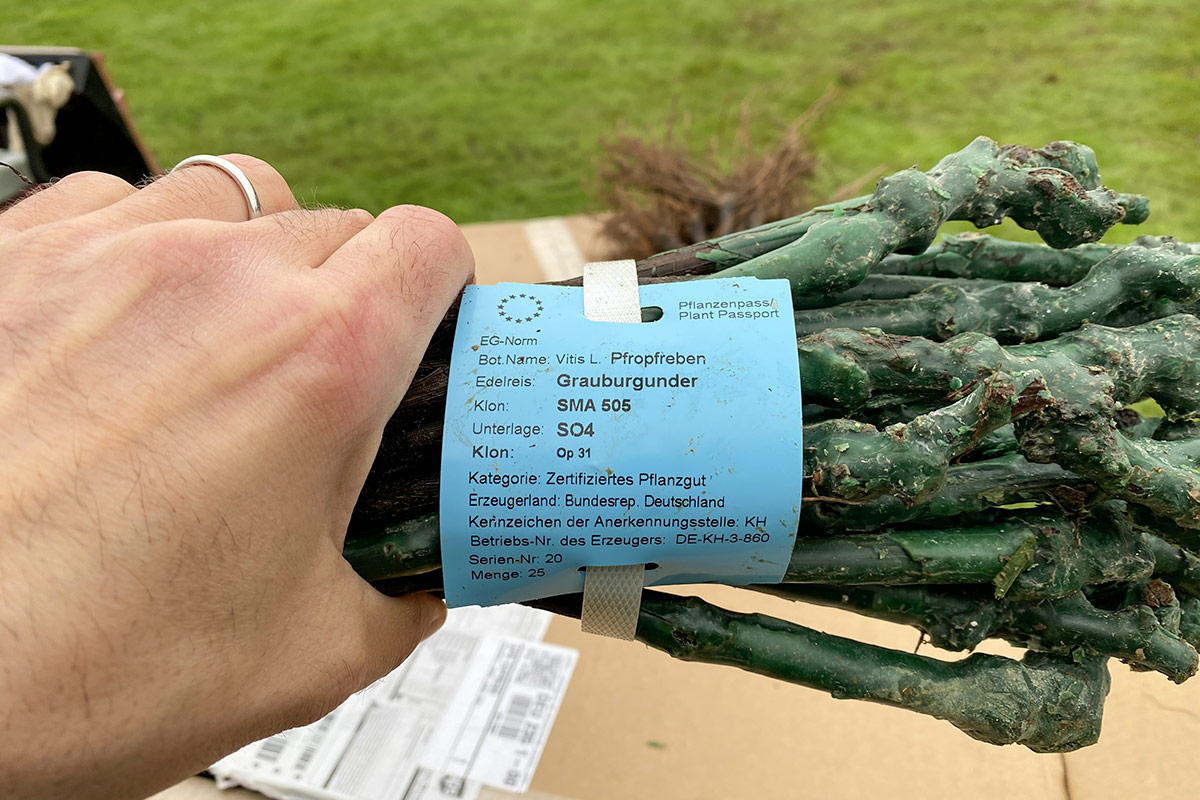 Pflanzenpass/
Plant Passport
EG-Norm
Bot.Name: Vitis L. Pfropfreben
Edelreis: Grauburgunder
Klon: SMA 505
Unterlage: SO4
Klon: Op 31
Kategorie: Zertifiziertes Pflanzgut
Erzeugerland: Bundesrep. Deutschland
Kennzeichen der Anerkennungsstelle: KH
Betriebs-Nr. des Erzeugers: DE-KH-3-860
Serien-Nr: 20
Menge: 25